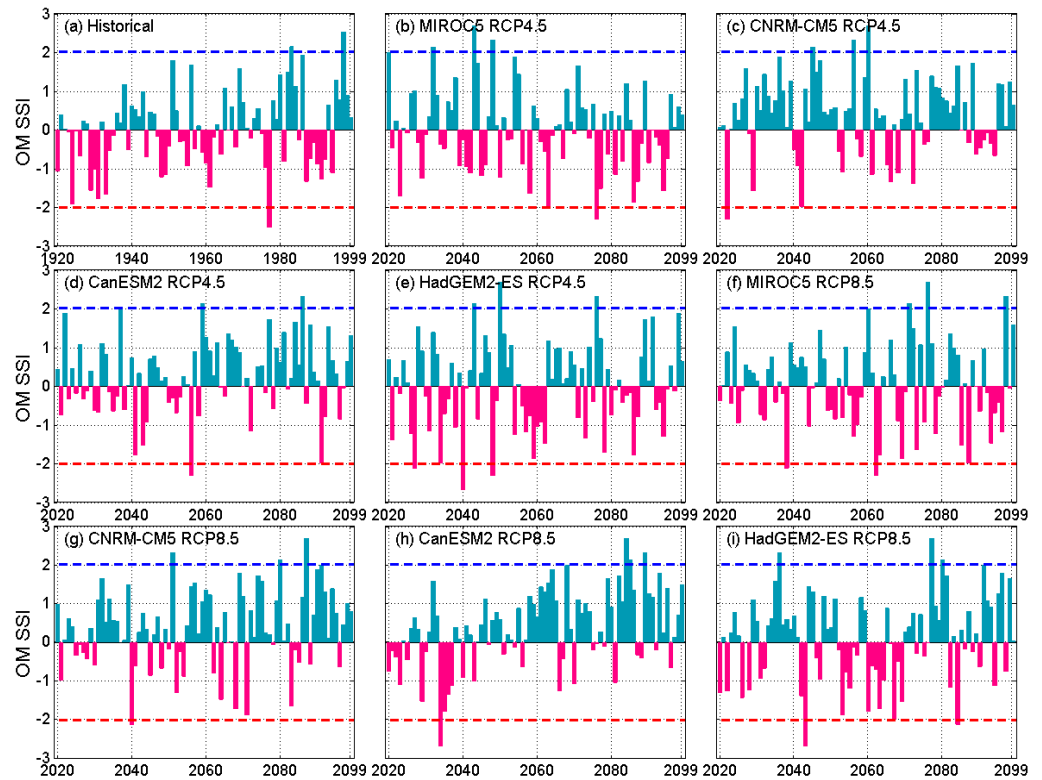 (a) Historical
(b) MIROC5 RCP4.5
(c) CNRM-CM5 RCP4.5
OM SSI
3
2
1
0
-1
-2
-3
1920 1940 1960 1980 1999
2020 2040 2060 2080 2099
2020 2040 2060 2080 2099
(d) CanESM2 RCP4.5
(e) HadGEM2-ES RCP4.5
(f) MIROC5 RCP8.5
OM SSI
3
2
1
0
-1
-2
-3
2020 2040 2060 2080 2099
2020 2040 2060 2080 2099
2020 2040 2060 2080 2099
(g) CNRM-CM5 RCP8.5
(h) CanESM2 RCP8.5
(i) HadGEM2-ES RCP8.5
OM SSI
3
2
1
0
-1
-2
-3
2020 2040 2060 2080 2099
2020 2040 2060 2080 2099
2020 2040 2060 2080 2099